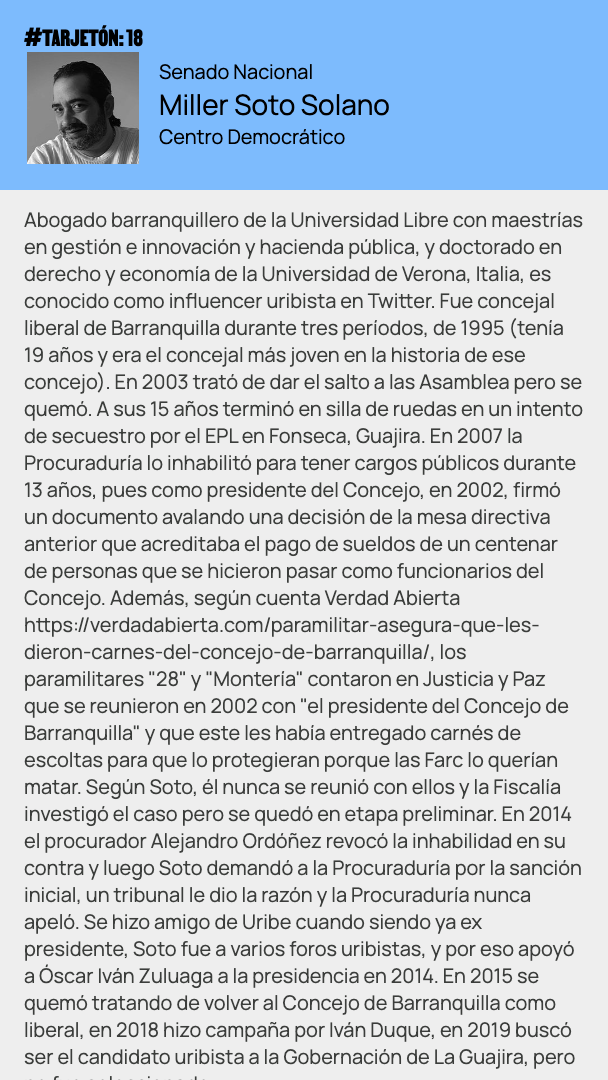 #TARJETÓN: 18
Senado Nacional
Miller Soto Solano
Centro Democrático
Abogado barranquillero de la Universidad Libre con maestrías
en gestión e innovación y hacienda pública, y doctorado en
derecho y economía de la Universidad de Verona, Italia, es
conocido como influencer uribista en Twitter. Fue concejal
liberal de Barranquilla durante tres períodos, de 1995 (tenía
19 años y era el concejal más joven en la historia de ese
concejo). En 2003 trató de dar el salto a las Asamblea pero se
quemó. A sus 15 años terminó en silla de ruedas en un intento
de secuestro por el EPL en Fonseca, Guajira. En 2007 la
Procuraduría lo inhabilitó para tener cargos públicos durante
13 años, pues como presidente del Concejo, en 2002, firmó
un documento avalando una decisión de la mesa directiva
anterior que acreditaba el pago de sueldos de un centenar
de personas que se hicieron pasar como funcionarios del
Concejo. Además, según cuenta Verdad Abierta
https://verdadabierta.com/paramilitar-asegura-que-les-
dieron-carnes-del-concejo-de-barranquilla/, los
paramilitares "28" y "Montería" contaron en Justicia y Paz
que se reunieron en 2002 con "el presidente del Concejo de
Barranquilla" y que este les había entregado carnés de
escoltas para que lo protegieran porque las Farc lo querían
matar. Según Soto, él nunca se reunió con ellos y la Fiscalía
investigó el caso pero se quedó en etapa preliminar. En 2014
el procurador Alejandro Ordóñez revocó la inhabilidad en su
contra y luego Soto demandó a la Procuraduría por la sanción
inicial, un tribunal le dio la razón y la Procuraduría nunca
apeló. Se hizo amigo de Uribe cuando siendo ya ex
presidente, Soto fue a varios foros uribistas, y por eso apoyó
a Óscar Iván Zuluaga a la presidencia en 2014. En 2015 se
quemó tratando de volver al Concejo de Barranquilla como
liberal, en 2018 hizo campaña por Iván Duque, en 2019 buscó
ser el candidato uribista a la Gobernación de La Guajira, pero